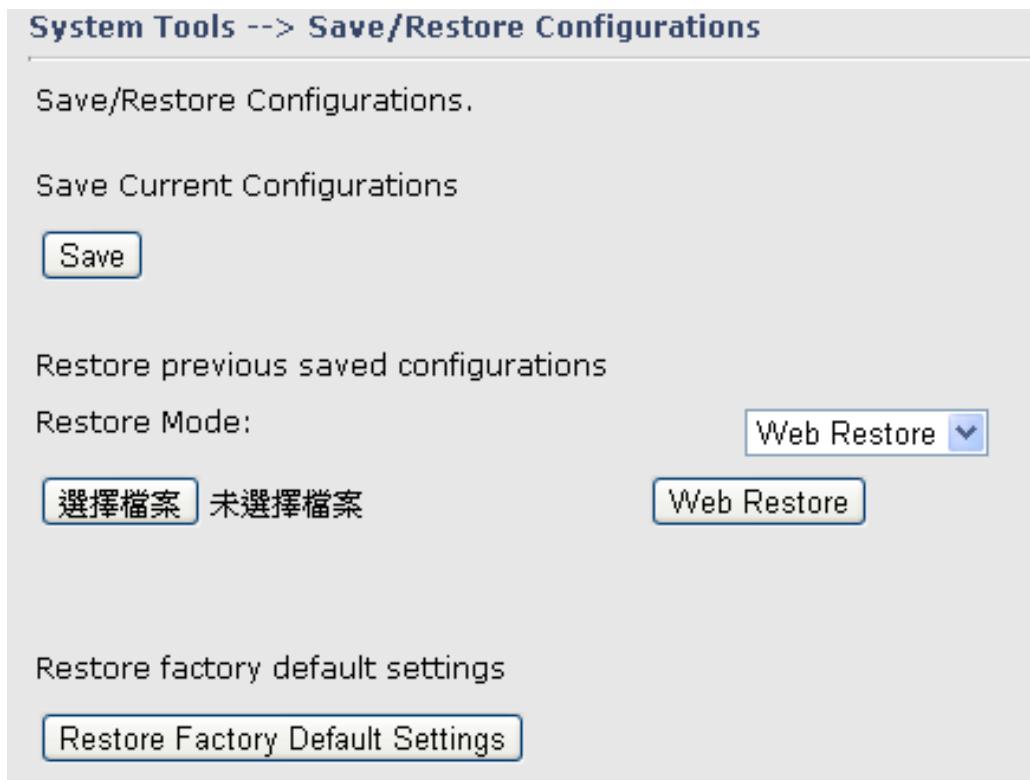 System Tools --> Save/Restore Configurations
Save/Restore Configurations.
Save Current Configurations
Save
Restore previous saved configurations
Restore Mode: Web Restore
選擇檔案 未選擇檔案 Web Restore
Restore factory default settings
Restore Factory Default Settings